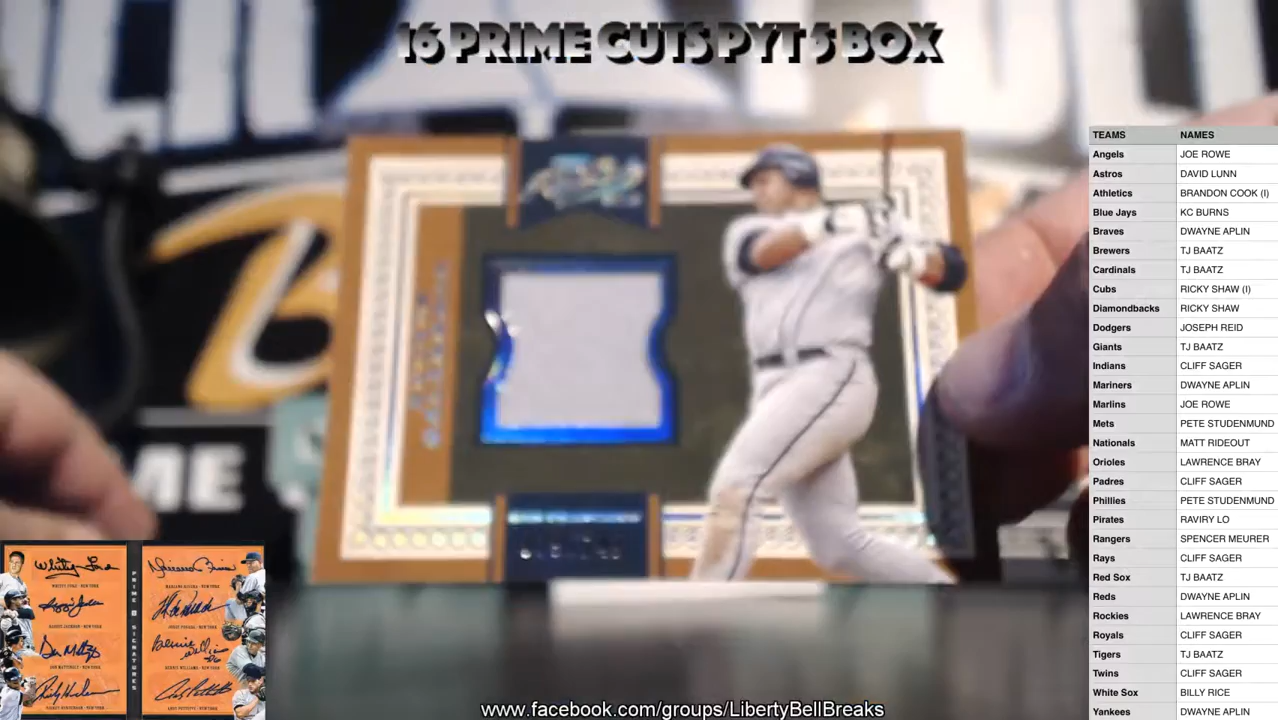 16 PRIME CUTS PYT 5 BOX
TEAMS NAMES
Angels JOE ROWE
Astros DAVID LUNN
Athletics BRANDON COOK (I)
Blue Jays KC BURNS
Braves DWAYNE APLIN
Brewers TJ BAATZ
Cardinals TJ BAATZ
Cubs RICKY SHAW (I)
Diamondbacks RICKY SHAW
Dodgers JOSEPH REID
Giants TJ BAATZ
Indians CLIFF SAGER
Mariners DWAYNE APLIN
Marlins JOE ROWE
Mets PETE STUDENMUND
Nationals MATT RIDEOUT
Orioles LAWRENCE BRAY
Padres CLIFF SAGER
Phillies PETE STUDENMUND
Pirates RAVIRY LO
Rangers SPENCER MEURER
Rays CLIFF SAGER
Red Sox TJ BAATZ
Reds DWAYNE APLIN
Rockies LAWRENCE BRAY
Royals CLIFF SAGER
Tigers TJ BAATZ
Twins CLIFF SAGER
White Sox BILLY RICE
Yankees DWAYNE APLIN
ME
PRIME SIGNATURES
www.facebook.com/groups/LibertyBellBreaks